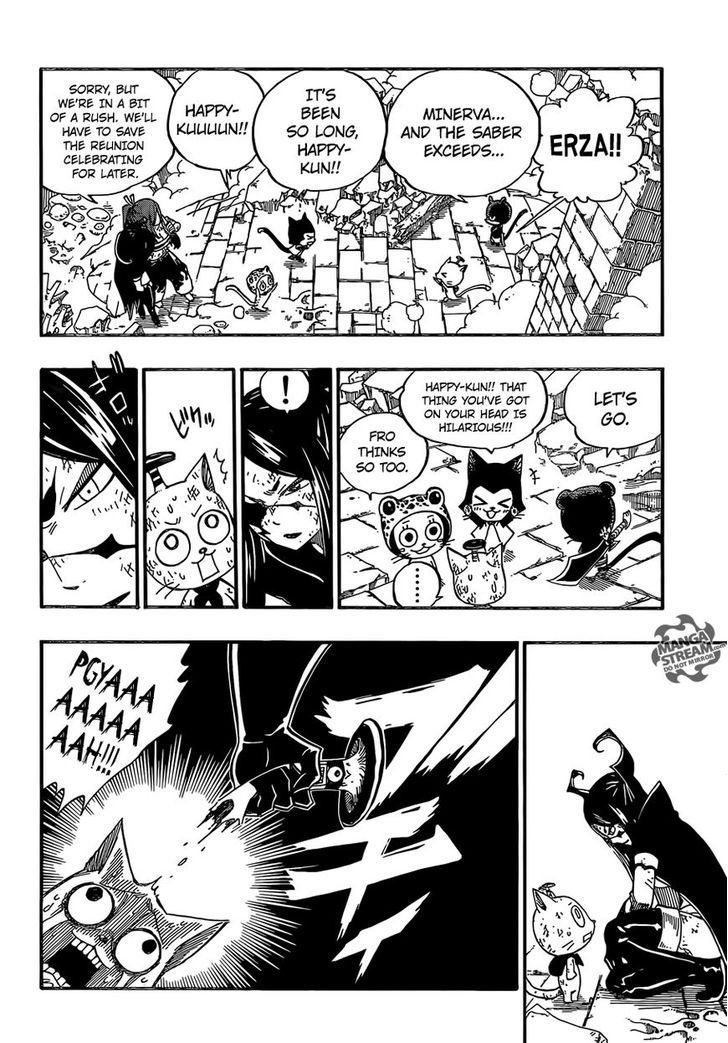 ERZA!!
MINERVA...
AND THE SABER
EXCEEDS...
IT'S
BEEN
SO LONG,
HAPPY-
KUN!!
HAPPY-
KUUUUN!!
SORRY, BUT
WE'RE IN A BIT
OF A RUSH. WE'LL
HAVE TO SAVE
THE REUNION
CELEBRATING
FOR LATER.
LET'S
GO.
HAPPY-KUN!! THAT
THING YOU'VE GOT
ON YOUR HEAD IS
HILARIOUS!!!
FRO
THINKS
SO TOO.
!
MANGA
STREAM.com
DO NOT MIRROR
PGYAAA
AAAAA
AAAAA
AAH!!!